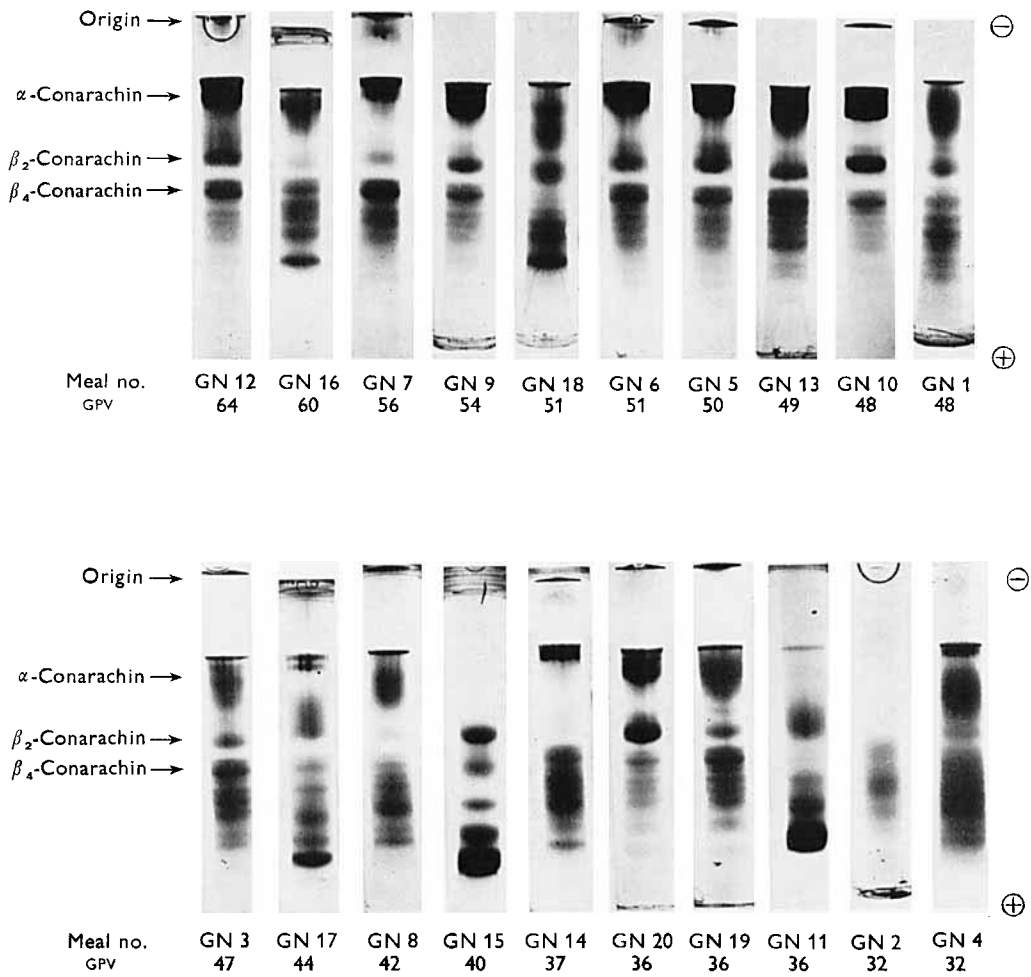 Origin → ⊖
α-Conarachin →
β₂-Conarachin →
β₄-Conarachin →
⊕
Meal no. GN 12 GN 16 GN 7 GN 9 GN 18 GN 6 GN 5 GN 13 GN 10 GN 1
GPV 64 60 56 54 51 51 50 49 48 48
Origin → ⊖
α-Conarachin →
β₂-Conarachin →
β₄-Conarachin →
⊕
Meal no. GN 3 GN 17 GN 8 GN 15 GN 14 GN 20 GN 19 GN 11 GN 2 GN 4
GPV 47 44 42 40 37 36 36 36 32 32